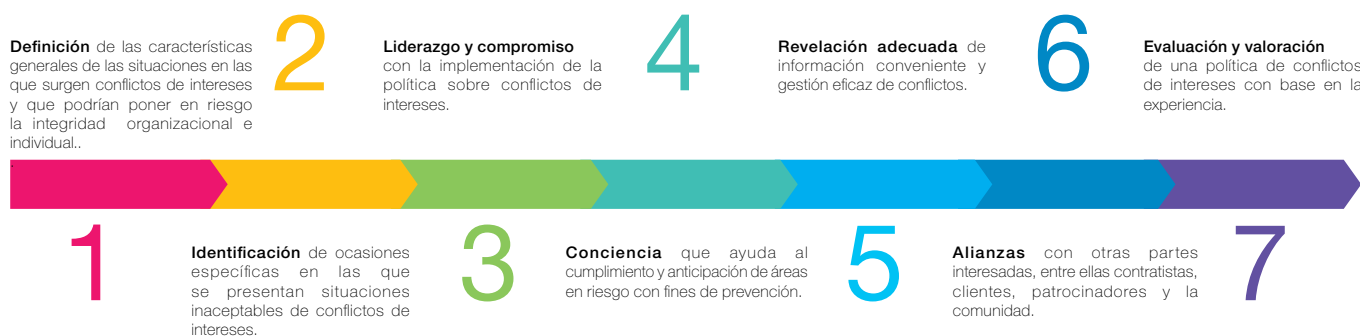 Definición de las características
generales de las situaciones en las
que surgen conflictos de intereses
y que podrían poner en riesgo
la integridad organizacional e
individual..
2
Liderazgo y compromiso
con la implementación de la
política sobre conflictos de
intereses.
4
Revelación adecuada de
información conveniente y
gestión eficaz de conflictos.
6
Evaluación y valoración
de una política de conflictos
de intereses con base en la
experiencia.
1
Identificación de ocasiones
específicas en las que
se presentan situaciones
inaceptables de conflictos de
intereses.
3
Conciencia que ayuda al
cumplimiento y anticipación de áreas
en riesgo con fines de prevención.
5
Alianzas con otras partes
interesadas, entre ellas contratistas,
clientes, patrocinadores y la
comunidad.
7